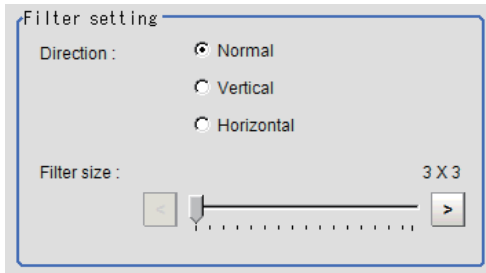 Filter setting
Direction :
Normal
Vertical
Horizontal
Filter size :
3 X 3
<
>